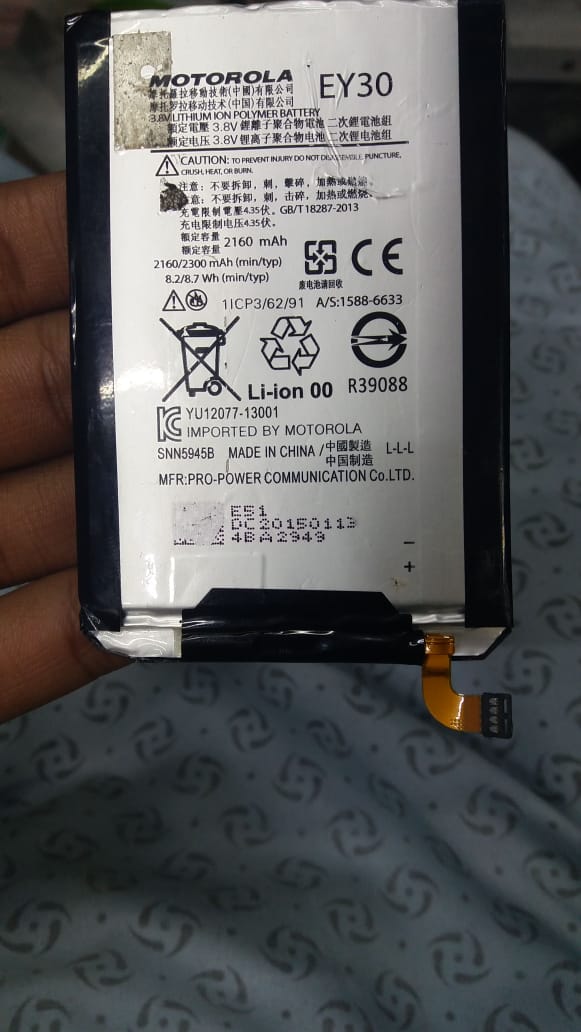 MOTOROLA EY30
摩托羅拉移動技術(中國)有限公司
摩托罗拉移动技术(中国)有限公司
3.8V LITHIUM ION POLYMER BATTERY
額定電壓 3.8V 鋰離子聚合物電池 二次鋰電池組
额定电压 3.8V 锂离子聚合物电池 二次锂电池组
CAUTION: TO PREVENT INJURY DO NOT DISASSEMBLE, PUNCTURE,
CRUSH, HEAT, OR BURN.
注意: 不要拆卸, 刺, 擊碎, 加熱或燃燒.
意: 不要拆卸, 刺, 击碎, 加热或燃烧.
充電限制電壓4.35伏。GB/T18287-2013
充电限制电压4.35伏。
額定容量
额定容量 2160 mAh
2160/2300 mAh (min/typ)
8.2/8.7 Wh (min/typ)
CE
废电池请回收
1ICP3/62/91 A/S:1588-6633
Li-ion 00 R39088
YU12077-13001
IMPORTED BY MOTOROLA
SNN5945B MADE IN CHINA / 中國製造 L-L-L
中国制造
MFR:PRO-POWER COMMUNICATION Co.LTD.
E51
DC20150113
4BA2949
–
+